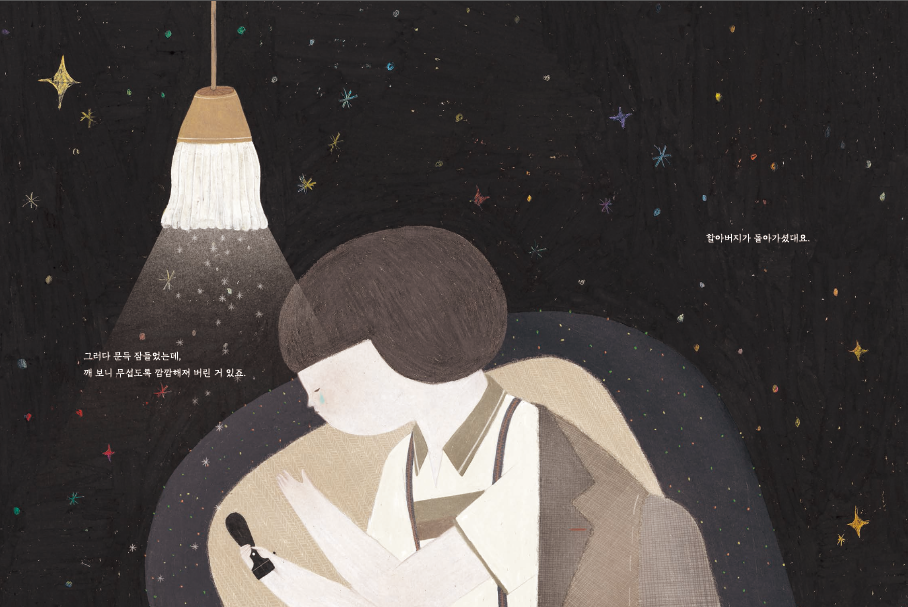 그러다 문득 잠들었는데,
깨 보니 무섭도록 깜깜해져 버린 거 있죠.
할아버지가 돌아가셨대요.